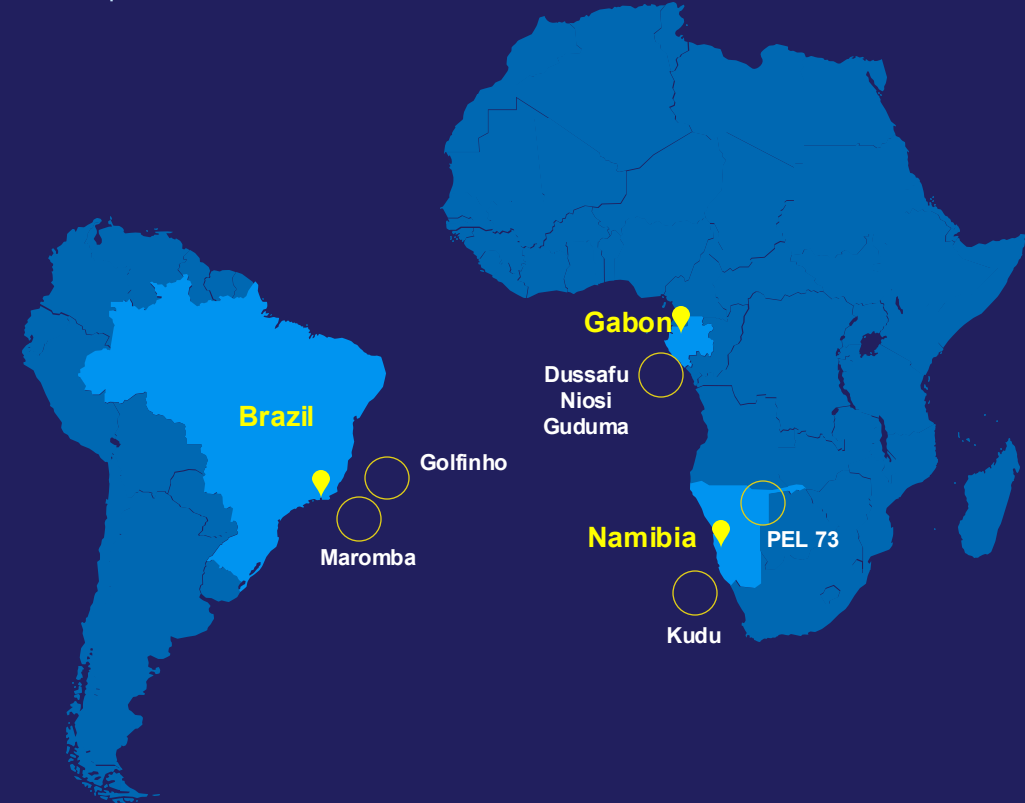 Gabon
Dussafu
Niosi
Guduma
Brazil
Golfinho
Maromba
Namibia
PEL 73
Kudu